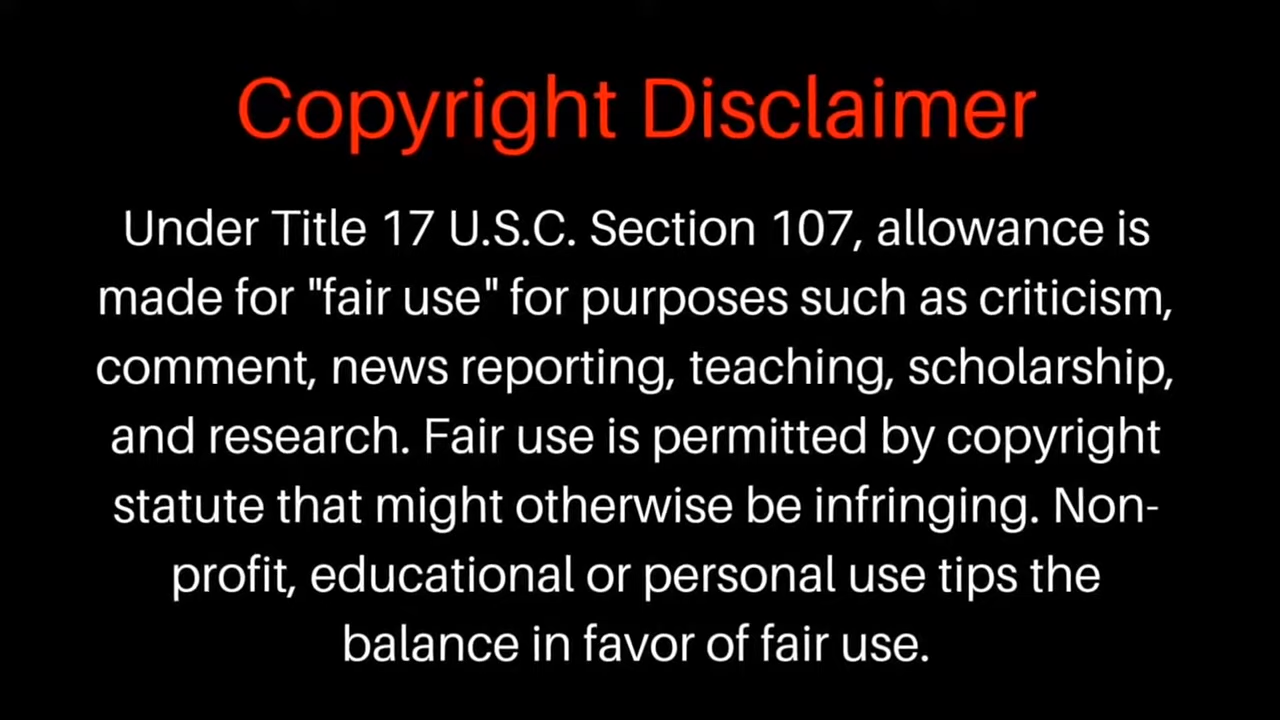 Copyright Disclaimer
Under Title 17 U.S.C. Section 107, allowance is
made for "fair use" for purposes such as criticism,
comment, news reporting, teaching, scholarship,
and research. Fair use is permitted by copyright
statute that might otherwise be infringing. Non-
profit, educational or personal use tips the
balance in favor of fair use.